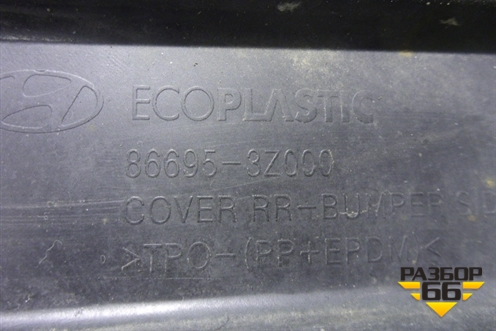 ECOPLASTIC
86695-3Z000
COVER RR-BUMPER
>TPO-(PP+EPDM)<
РАЗБОР
66